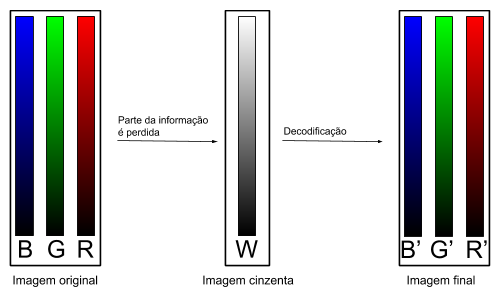 B G R
Imagem original
Parte da informação
é perdida
W
Imagem cinzenta
Decodificação
B' G' R'
Imagem final